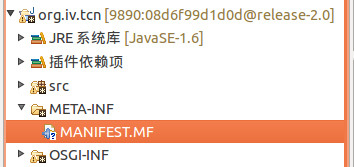 org.iv.tcn [9890:08d6f99d1d0d@release-2.0]
JRE 系统库 [JavaSE-1.6]
插件依赖项
src
META-INF
MANIFEST.MF
OSGI-INF